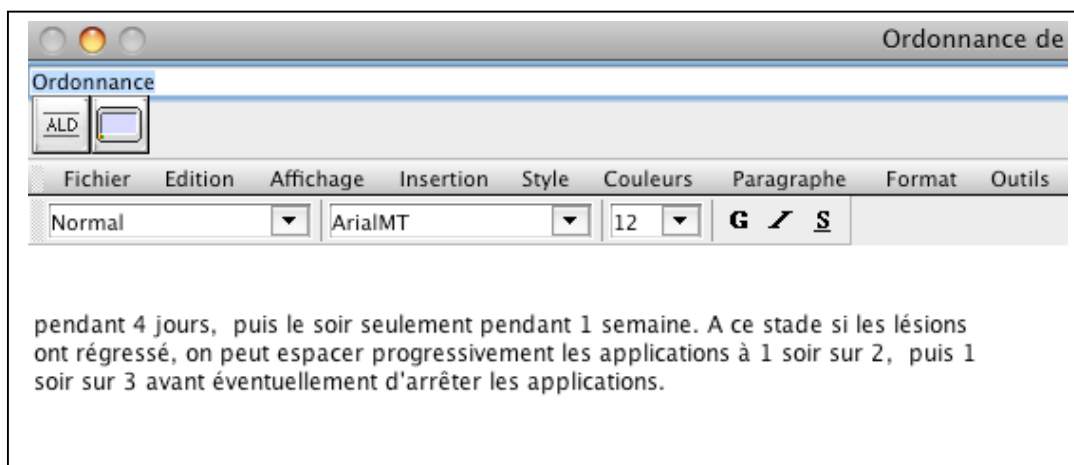 Ordonnance de
Ordonnance
ALD
Fichier Edition Affichage Insertion Style Couleurs Paragraphe Format Outils
Normal ArialMT 12 G I S
pendant 4 jours, puis le soir seulement pendant 1 semaine. A ce stade si les lésions
ont régressé, on peut espacer progressivement les applications à 1 soir sur 2, puis 1
soir sur 3 avant éventuellement d'arrêter les applications.